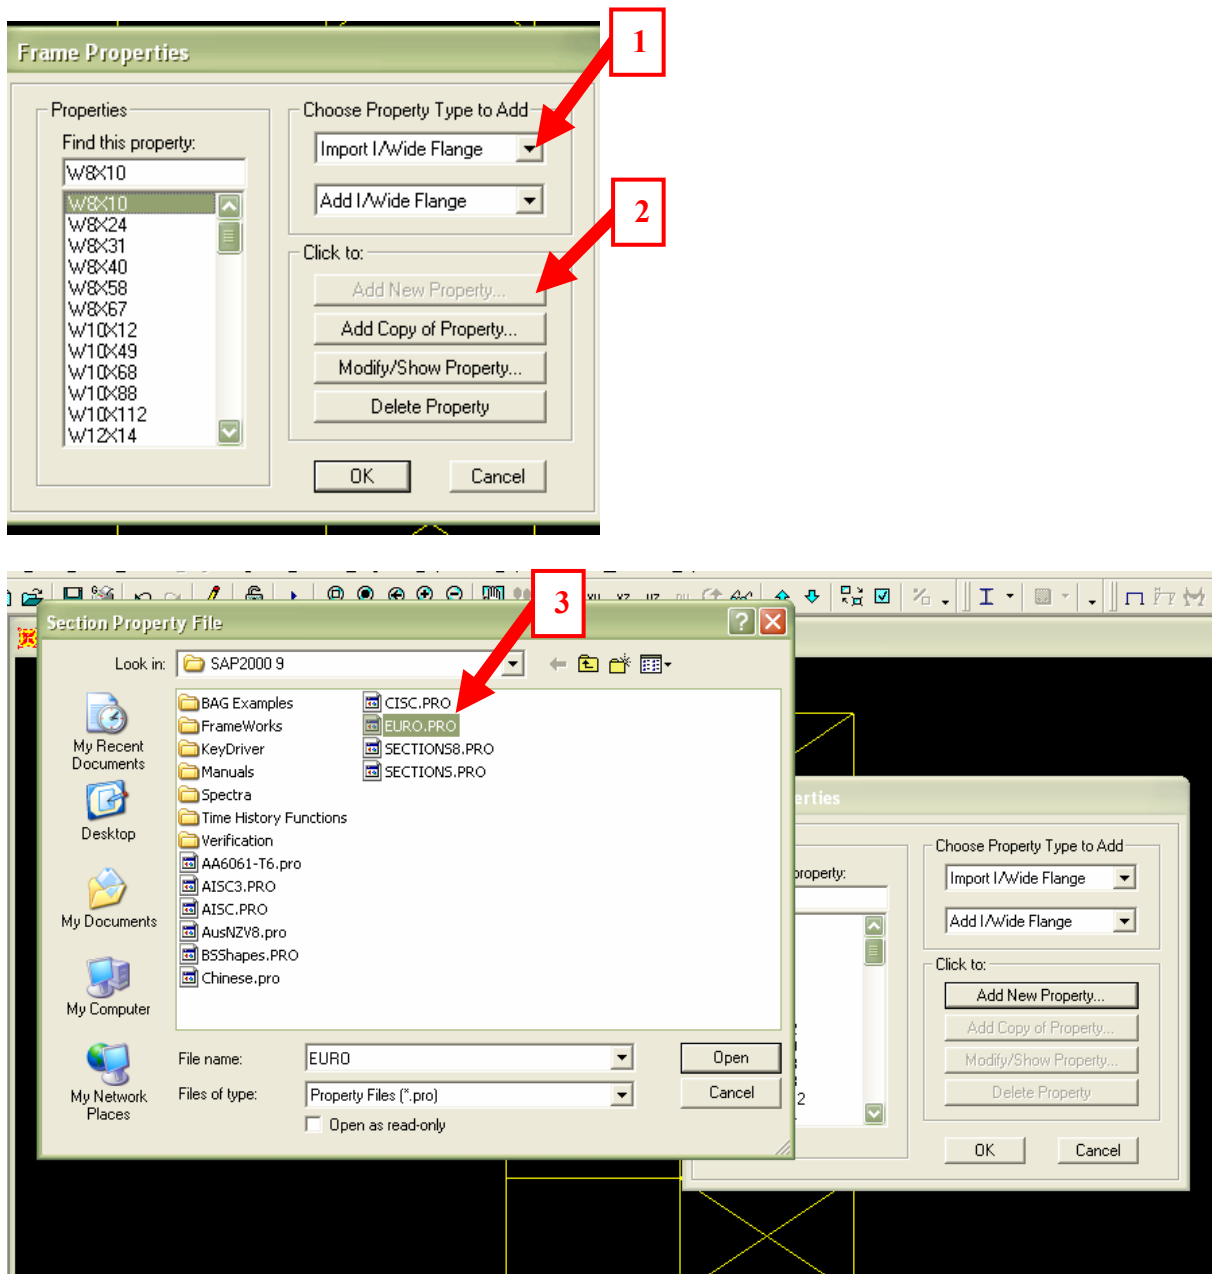 1
Frame Properties
Properties
Find this property:
W8X10
W8X10
W8X24
W8X31
W8X40
W8X58
W8X67
W10X12
W10X49
W10X68
W10X88
W10X112
W12X14
Choose Property Type to Add
Import I/Wide Flange
Add I/Wide Flange
2
Click to:
Add New Property...
Add Copy of Property...
Modify/Show Property...
Delete Property
OK
Cancel
3
Section Property File
Look in:
SAP2000 9
My Recent
Documents
Desktop
My Documents
My Computer
My Network
Places
BAG Examples
FrameWorks
KeyDriver
Manuals
Spectra
Time History Functions
Verification
AA6061-T6.pro
AISC3.PRO
AISC.PRO
AusNZV8.pro
BSShapes.PRO
Chinese.pro
CISC.PRO
EURO.PRO
SECTIONS8.PRO
SECTIONS.PRO
File name:
EURO
Open
Files of type:
Property Files (*.pro)
Cancel
Open as read-only
erties
property:
2
Choose Property Type to Add
Import I/Wide Flange
Add I/Wide Flange
Click to:
Add New Property...
Add Copy of Property...
Modify/Show Property...
Delete Property
OK
Cancel